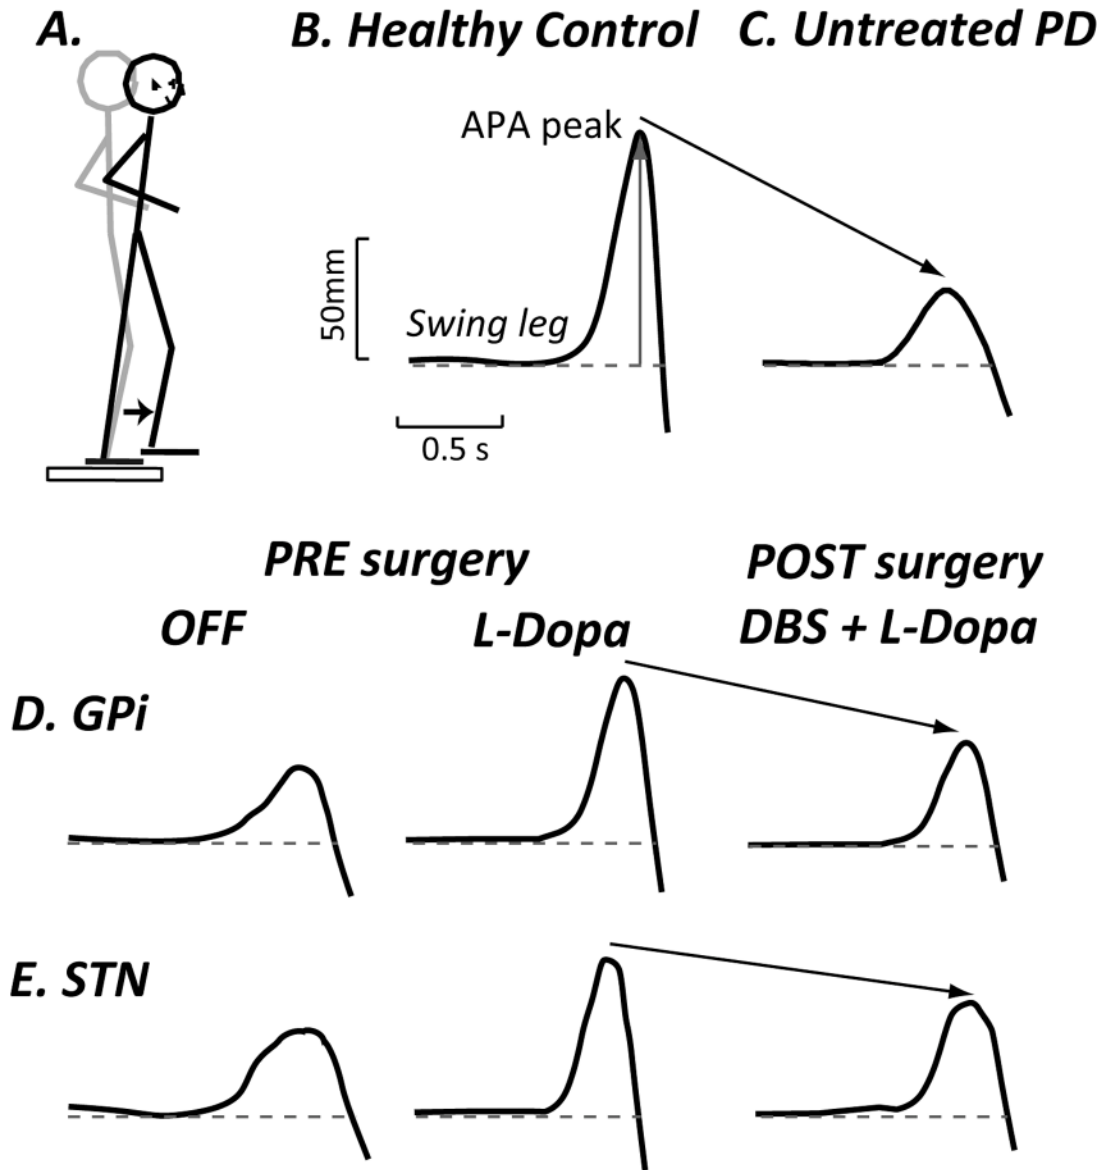 A.
B. Healthy Control
C. Untreated PD
APA peak
50mm
Swing leg
0.5 s
PRE surgery
POST surgery
OFF
L-Dopa
DBS + L-Dopa
D. GPi
E. STN